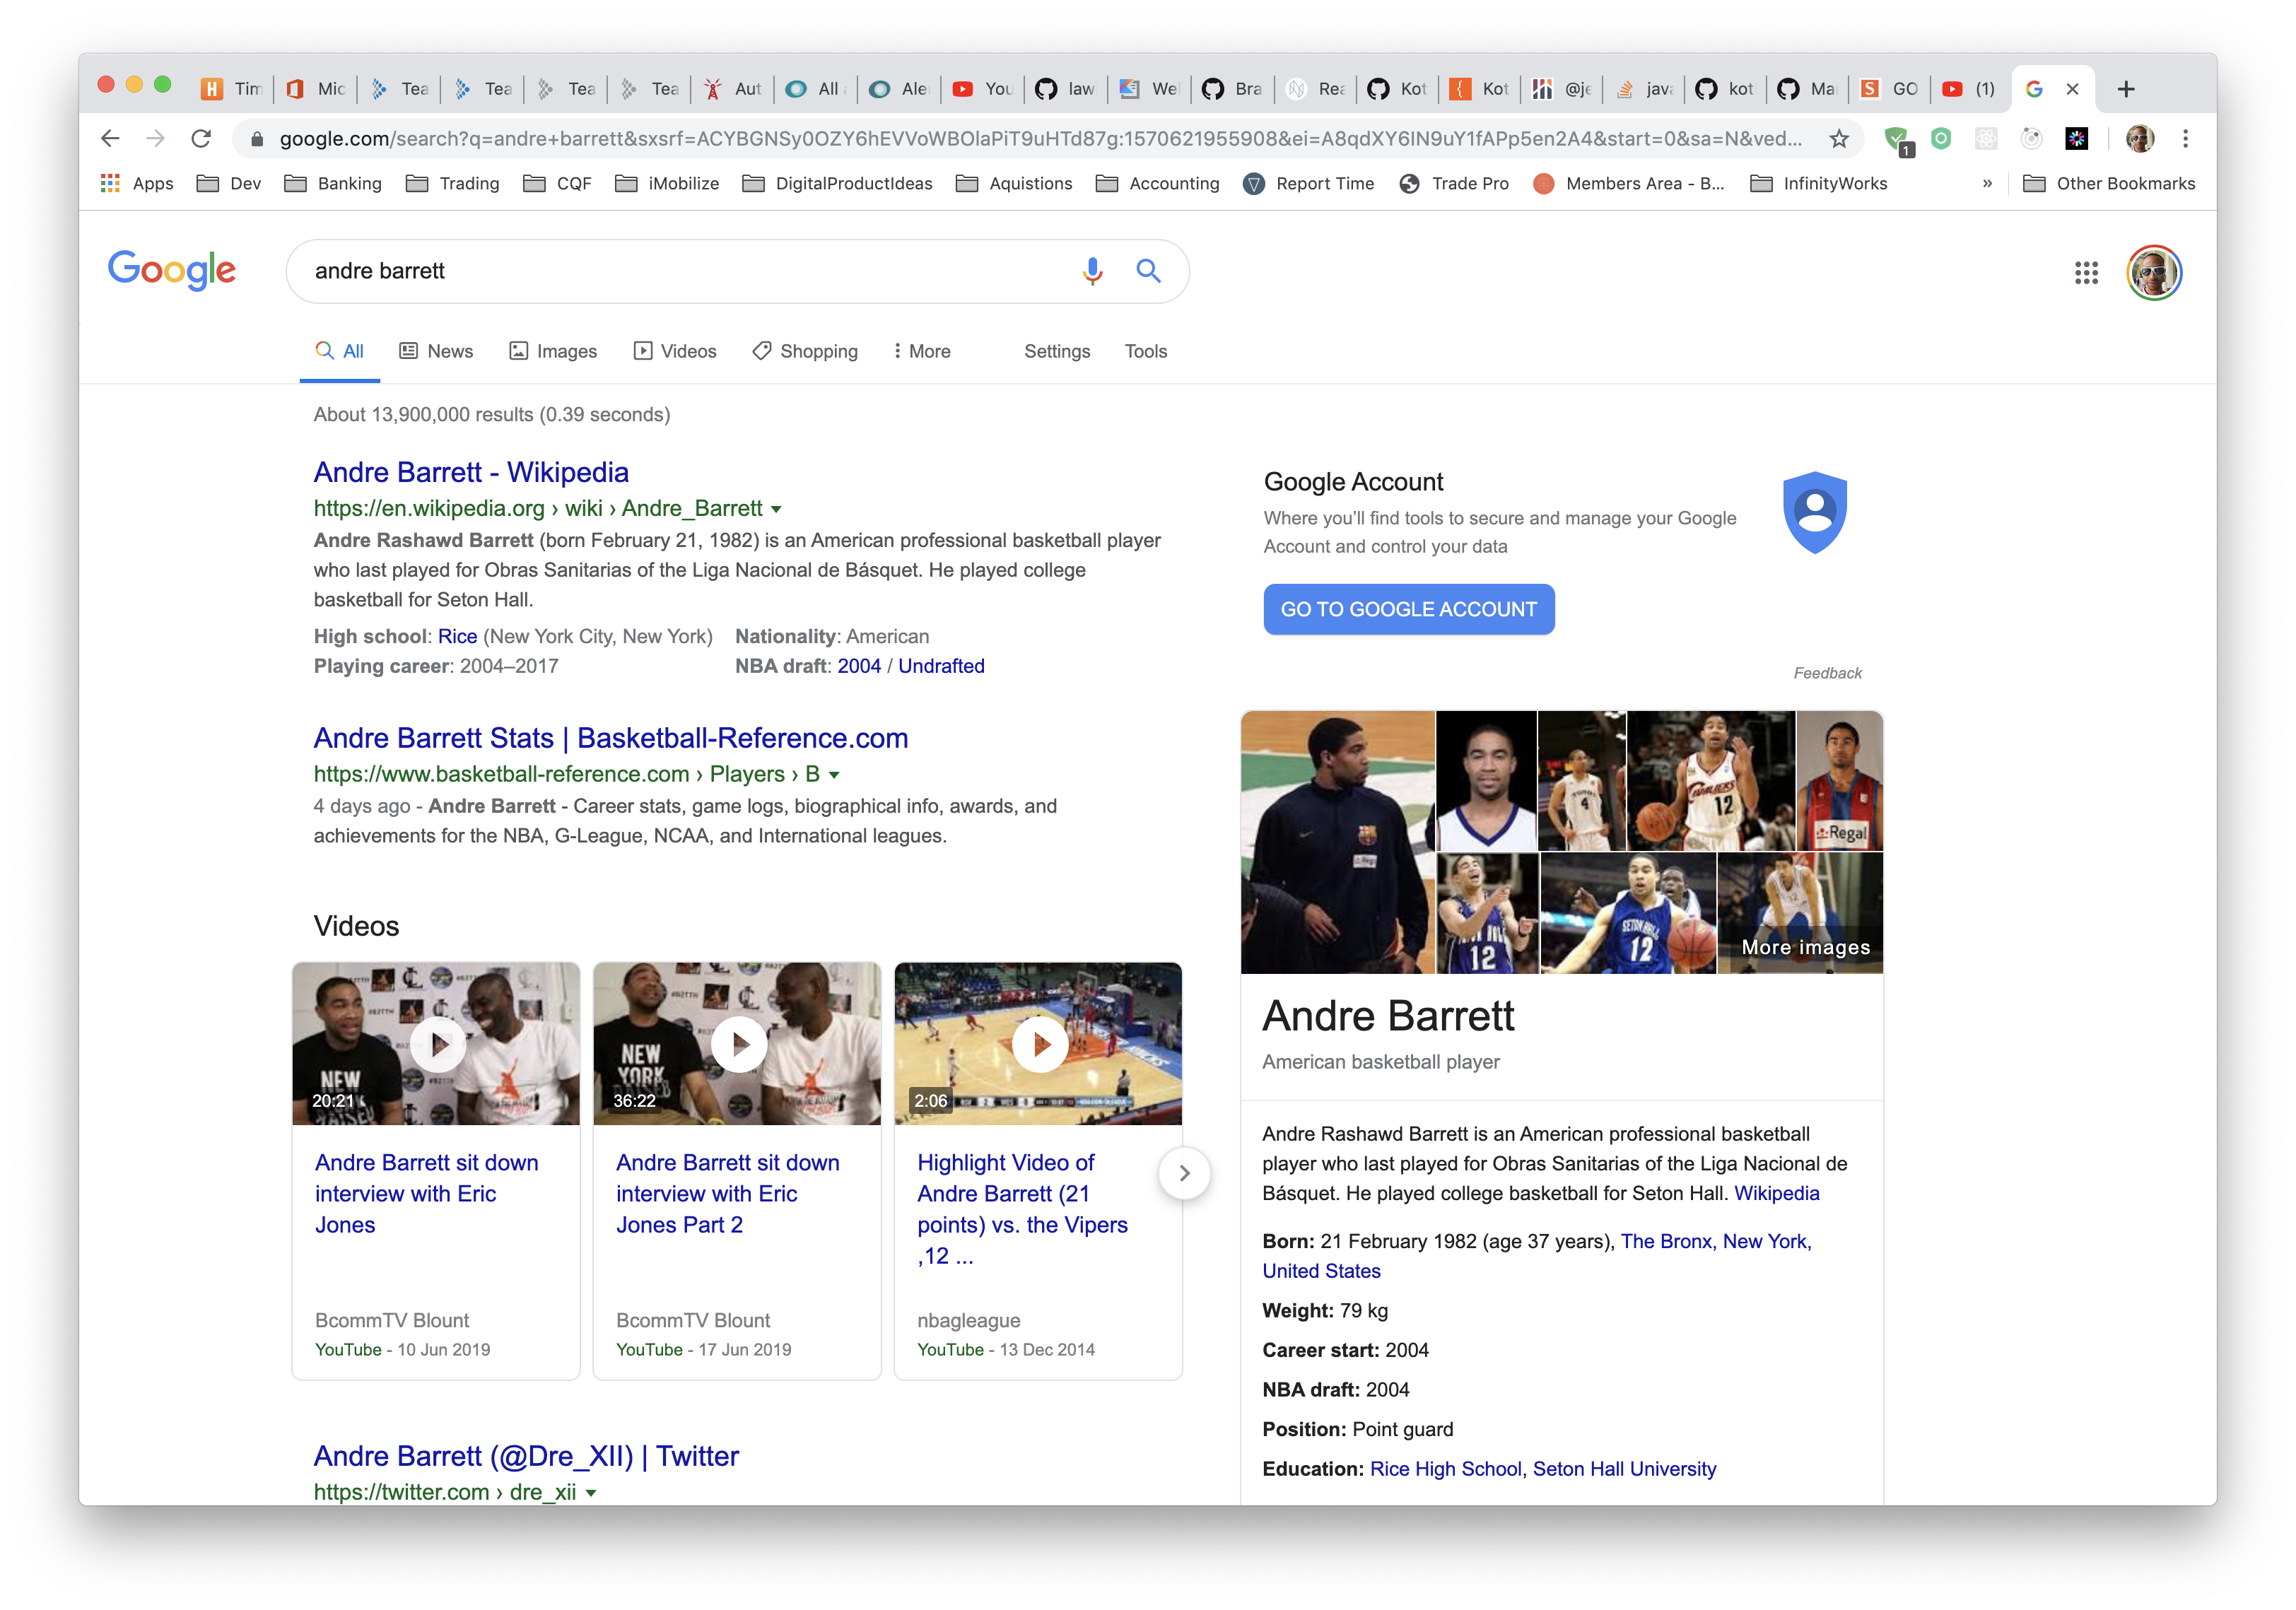 Tim
Mic
Tea
Tea
Tea
Tea
Aut
All
Ale
You
law
We
Bra
Rea
Kot
Kot
@je
java
kot
Ma
GO
(1)
google.com/search?q=andre+barrett&sxsrf=ACYBGNSy0OZY6hEVVoWBOlaPiT9uHTd87g:1570621955908&ei=A8qdXY6IN9uY1fAPp5en2A4&start=0&sa=N&ved...
1
Apps
Dev
Banking
Trading
CQF
iMobilize
DigitalProductIdeas
Aquistions
Accounting
Report Time
Trade Pro
Members Area - B...
InfinityWorks
»
Other Bookmarks
Google
andre barrett
All
News
Images
Videos
Shopping
More
Settings
Tools
About 13,900,000 results (0.39 seconds)
Andre Barrett - Wikipedia
https://en.wikipedia.org › wiki › Andre_Barrett
Andre Rashawd Barrett (born February 21, 1982) is an American professional basketball player
who last played for Obras Sanitarias of the Liga Nacional de Básquet. He played college
basketball for Seton Hall.
High school: Rice (New York City, New York) Nationality: American
Playing career: 2004–2017 NBA draft: 2004 / Undrafted
Andre Barrett Stats | Basketball-Reference.com
https://www.basketball-reference.com › Players › B
4 days ago - Andre Barrett - Career stats, game logs, biographical info, awards, and
achievements for the NBA, G-League, NCAA, and International leagues.
Videos
NEW
20:21
Andre Barrett sit down
interview with Eric
Jones
BcommTV Blount
YouTube - 10 Jun 2019
NEW
YORK
36:22
Andre Barrett sit down
interview with Eric
Jones Part 2
BcommTV Blount
YouTube - 17 Jun 2019
2:06
Highlight Video of
Andre Barrett (21
points) vs. the Vipers
,12 ...
nbagleague
YouTube - 13 Dec 2014
Andre Barrett (@Dre_XII) | Twitter
https://twitter.com › dre_xii
Google Account
Where you'll find tools to secure and manage your Google
Account and control your data
GO TO GOOGLE ACCOUNT
Feedback
4
CAVALIERS
12
Regal
12
SETON HALL
12
More images
Andre Barrett
American basketball player
Andre Rashawd Barrett is an American professional basketball
player who last played for Obras Sanitarias of the Liga Nacional de
Básquet. He played college basketball for Seton Hall. Wikipedia
Born: 21 February 1982 (age 37 years), The Bronx, New York,
United States
Weight: 79 kg
Career start: 2004
NBA draft: 2004
Position: Point guard
Education: Rice High School, Seton Hall University